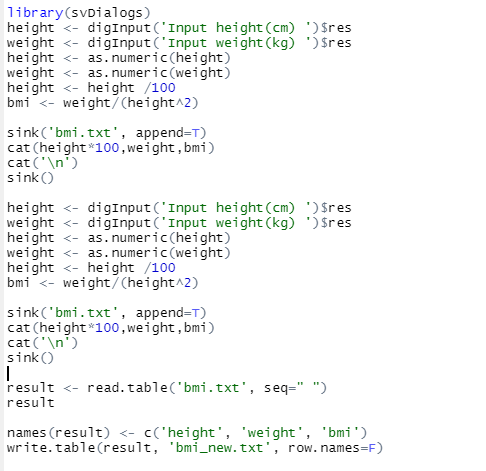 library(svDialogs)
height <- digInput('Input height(cm) ')$res
weight <- digInput('Input weight(kg) ')$res
height <- as.numeric(height)
weight <- as.numeric(weight)
height <- height /100
bmi <- weight/(height^2)
sink('bmi.txt', append=T)
cat(height*100,weight,bmi)
cat('\n')
sink()
height <- digInput('Input height(cm) ')$res
weight <- digInput('Input weight(kg) ')$res
height <- as.numeric(height)
weight <- as.numeric(weight)
height <- height /100
bmi <- weight/(height^2)
sink('bmi.txt', append=T)
cat(height*100,weight,bmi)
cat('\n')
sink()
result <- read.table('bmi.txt', seq=" ")
result
names(result) <- c('height', 'weight', 'bmi')
write.table(result, 'bmi_new.txt', row.names=F)